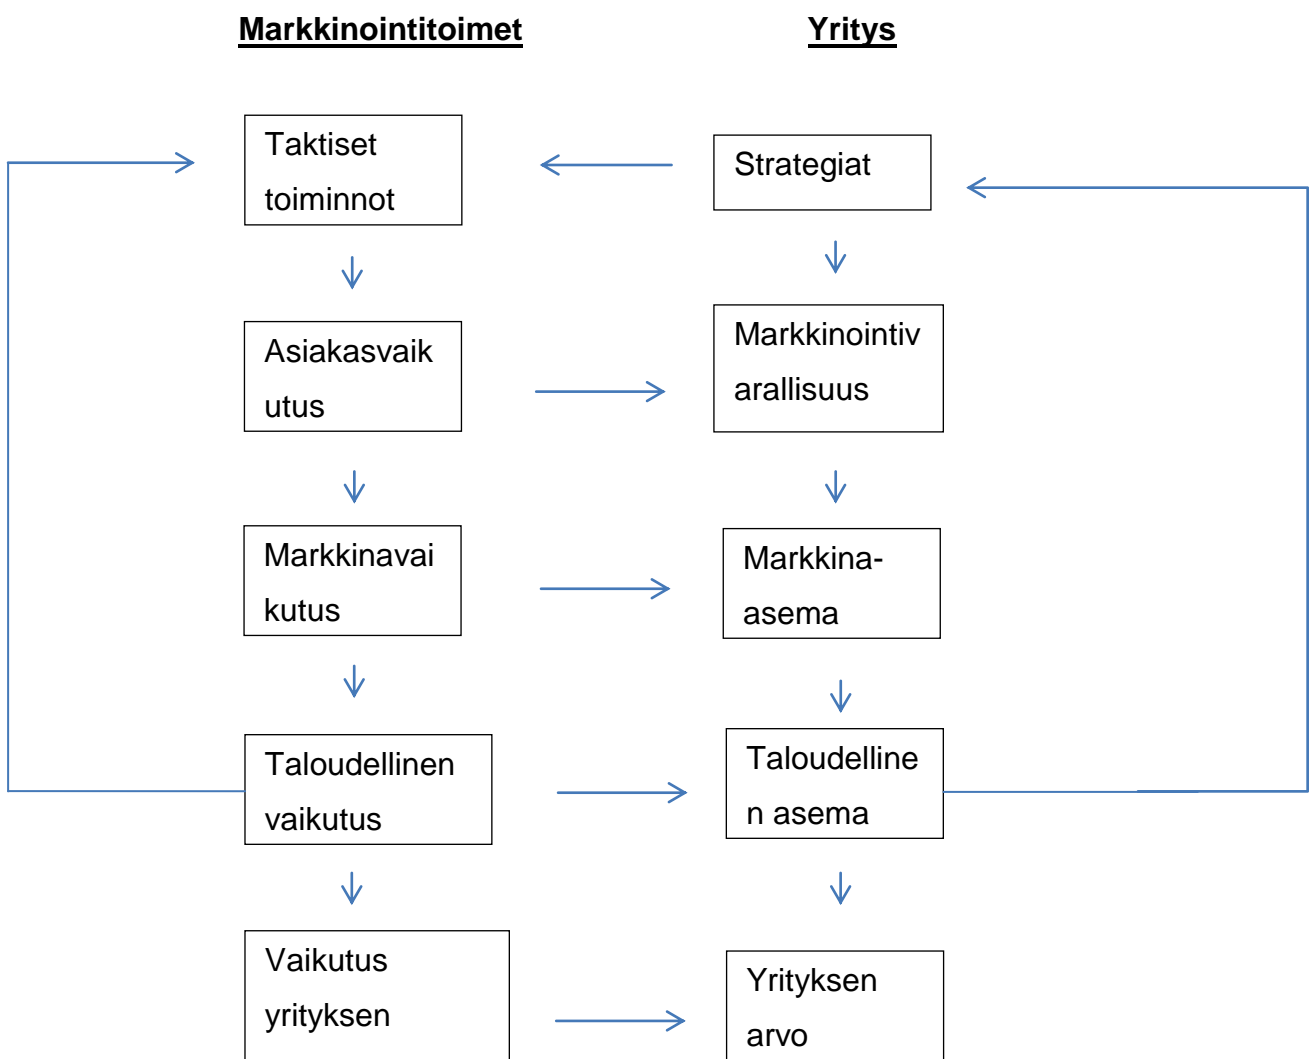 Markkinointitoimet
Yritys
Taktiset
toiminnot
Strategiat
Asiakasvaik
utus
Markkinointiv
arallisuus
Markkinavai
kutus
Markkina-
asema
Taloudellinen
vaikutus
Taloudelline
n asema
Vaikutus
yrityksen
Yrityksen
arvo